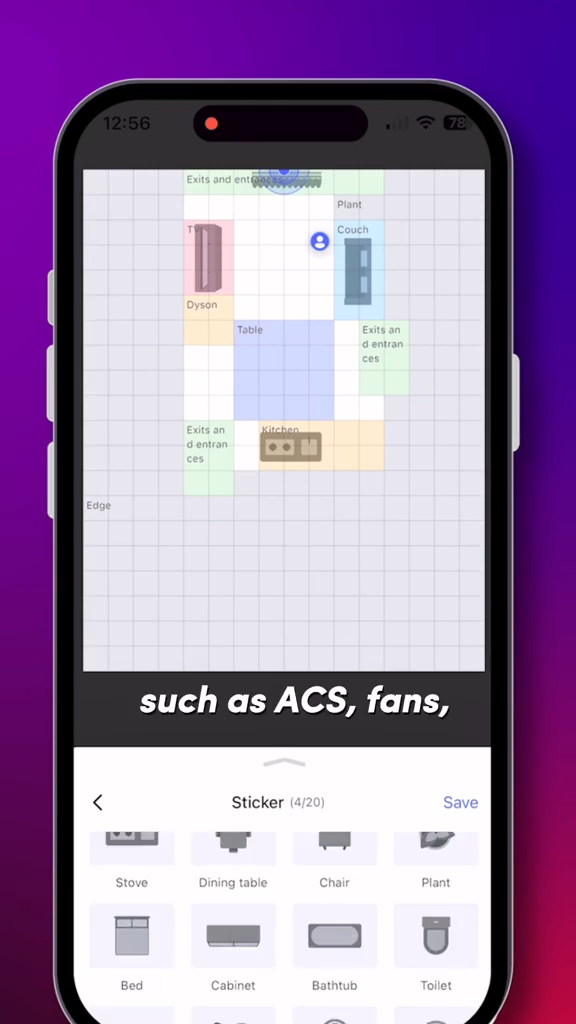 12:56
78
Exits and entrances
Plant
TV
Couch
Dyson
Table
Exits an
d entran
ces
Exits an
d entran
ces
Kitchen
Edge
such as ACS, fans,
Sticker (4/20)
Save
Stove
Dining table
Chair
Plant
Bed
Cabinet
Bathtub
Toilet